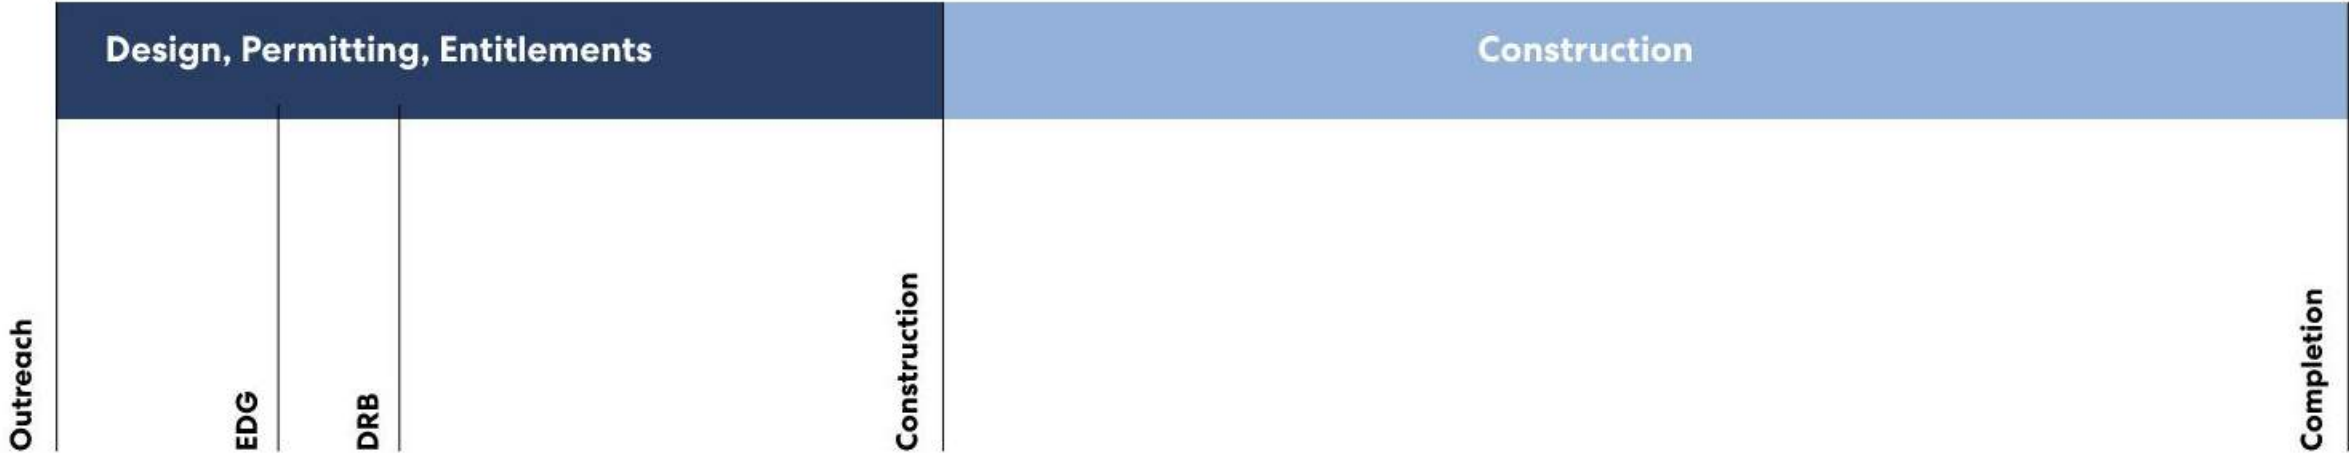 Design, Permitting, Entitlements
Construction
Outreach
EDG
DRB
Construction
Completion